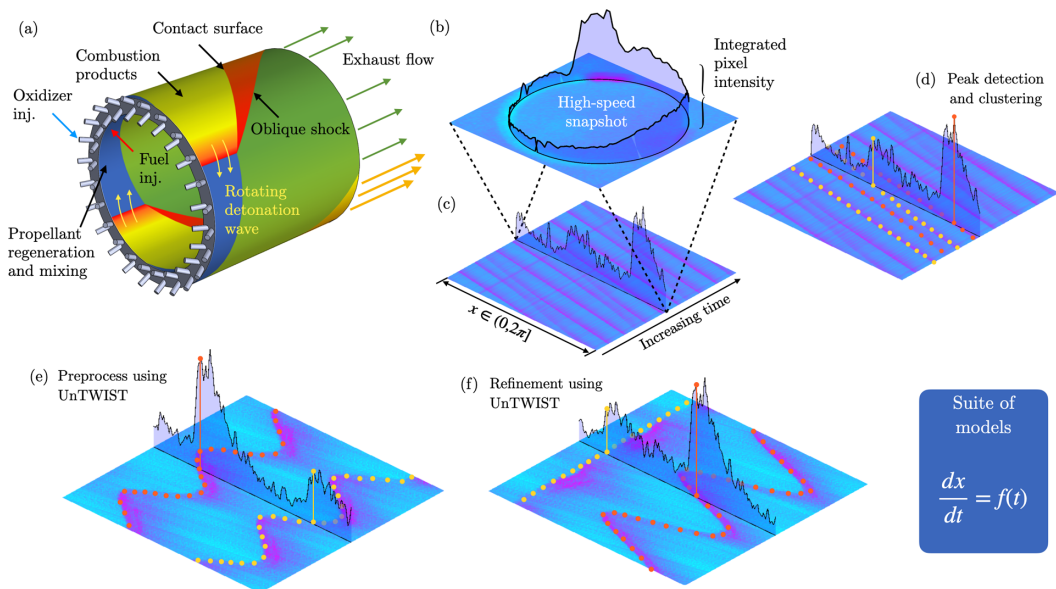 (a)
Contact surface
Combustion
products
Exhaust flow
Oxidizer
inj.
Oblique shock
Fuel
inj.
Rotating
detonation
wave
Propellant
regeneration
and mixing
(b)
Integrated
pixel
intensity
High-speed
snapshot
(c)
x ∈ (0,2π]
Increasing time
(d) Peak detection
and clustering
(e) Preprocess using
UnTWIST
(f) Refinement using
UnTWIST
Suite of
models
dx/dt = f(t)